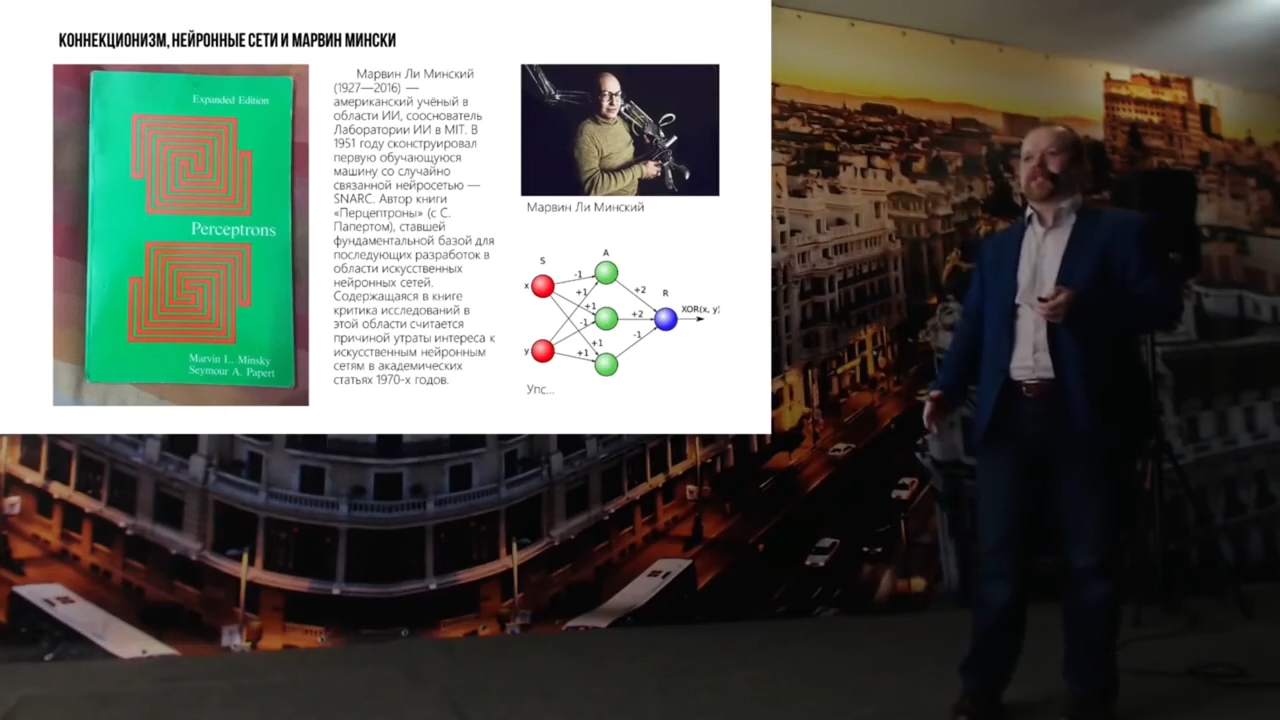 КОННЕКЦИОНИЗМ, НЕЙРОННЫЕ СЕТИ И МАРВИН МИНСКИ
Expanded Edition
Perceptrons
Marvin L. Minsky
Seymour A. Papert
Марвин Ли Минский
(1927—2016) —
американский учёный в
области ИИ, сооснователь
Лаборатории ИИ в MIT. В
1951 году сконструировал
первую обучающуюся
машину со случайно
связанной нейросетью —
SNARC. Автор книги
«Перцептроны» (с С.
Папертом), ставшей
фундаментальной базой для
последующих разработок в
области искусственных
нейронных сетей.
Содержащаяся в книге
критика исследований в
этой области считается
причиной утраты интереса к
искусственным нейронным
сетям в академических
статьях 1970-х годов.
Марвин Ли Минский
S
A
R
x
y
-1
+1
+1
-1
+1
+1
+2
+2
-1
XOR(x, y)
Упс...